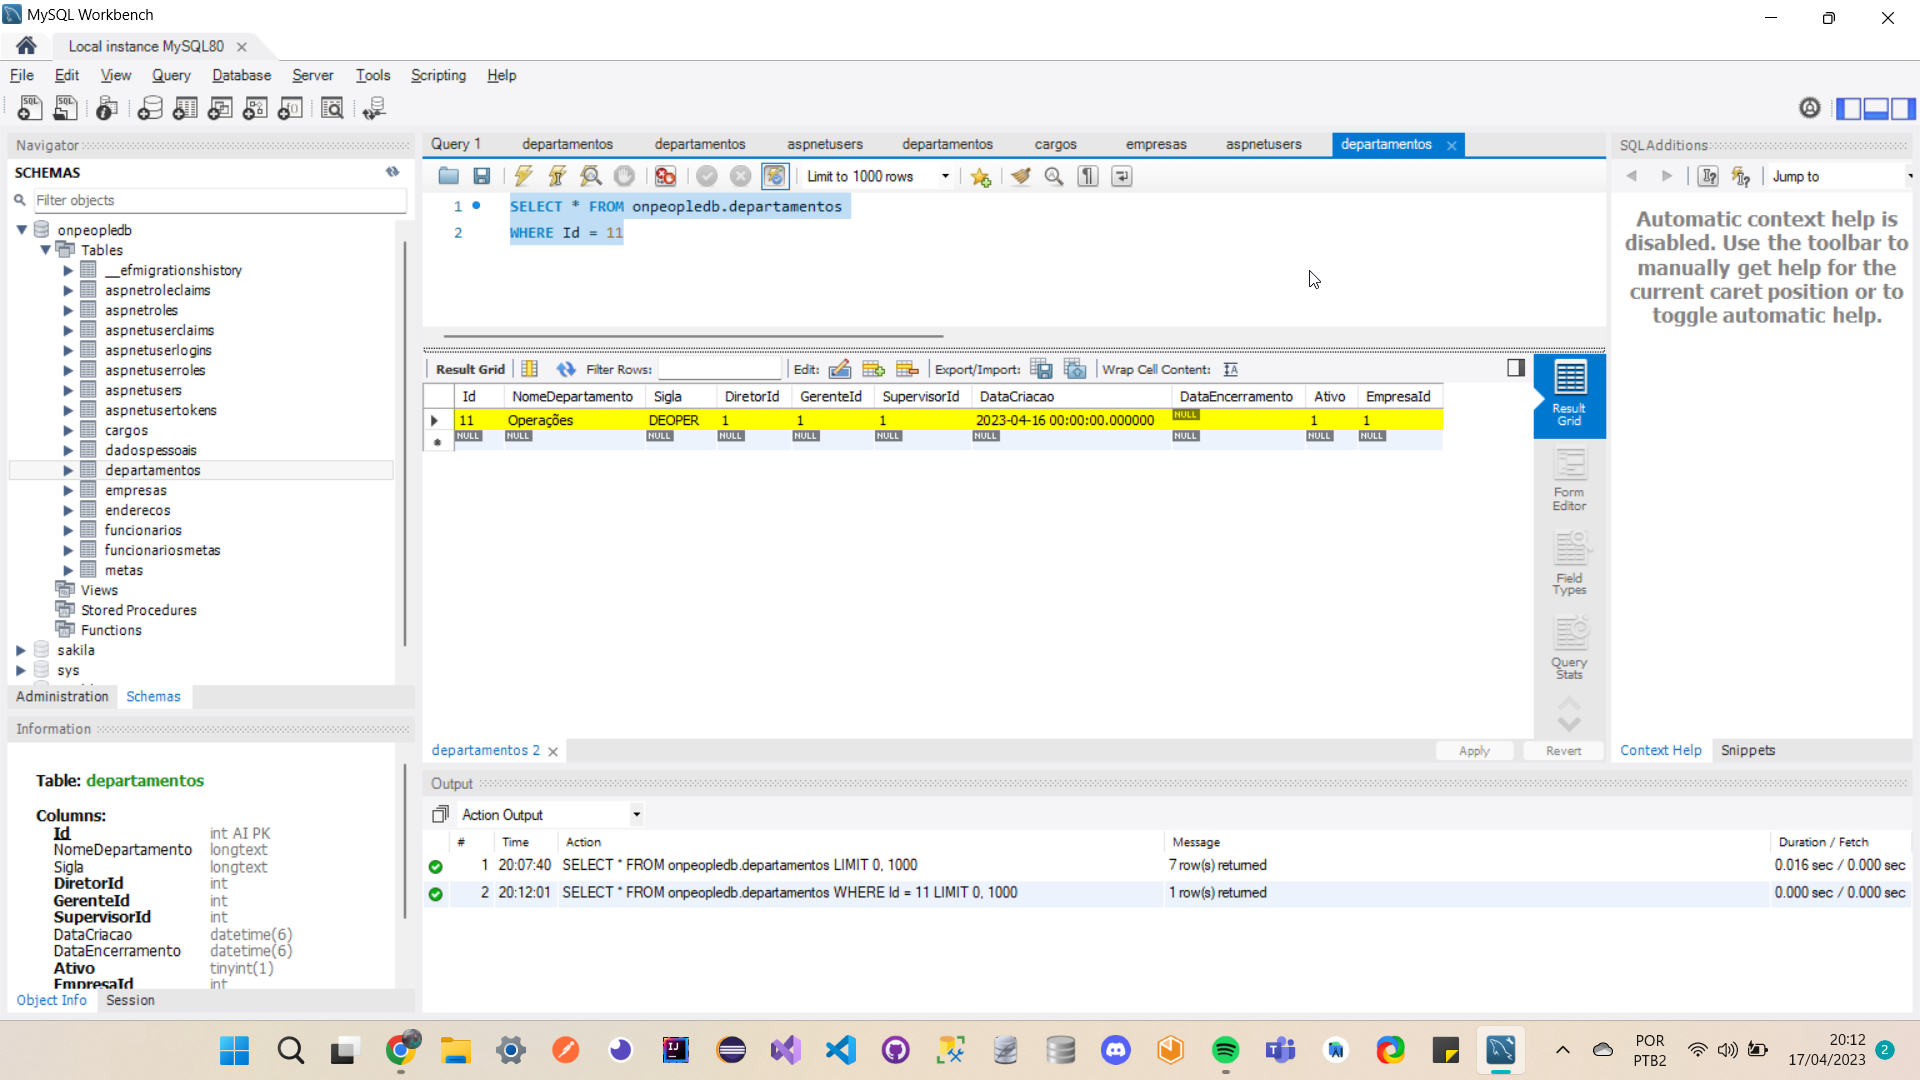 MySQL Workbench
Local instance MySQL80
File Edit View Query Database Server Tools Scripting Help
Navigator
SCHEMAS
Filter objects
onpeopledb
Tables
__efmigrationshistory
aspnetroleclaims
aspnetroles
aspnetuserclaims
aspnetuserlogins
aspnetuserroles
aspnetusers
aspnetusertokens
cargos
dadospessoais
departamentos
empresas
enderecos
funcionarios
funcionariosmetas
metas
Views
Stored Procedures
Functions
sakila
sys
Administration Schemas
Information
Table: departamentos
Columns:
Id int AI PK
NomeDepartamento longtext
Sigla longtext
DiretorId int
GerenteId int
SupervisorId int
DataCriacao datetime(6)
DataEncerramento datetime(6)
Ativo tinyint(1)
EmpresaId int
Object Info Session
Query 1 departamentos departamentos aspnetusers departamentos cargos empresas aspnetusers departamentos
Limit to 1000 rows
1 SELECT * FROM onpeopledb.departamentos
2 WHERE Id = 11
Result Grid Filter Rows: Edit: Export/Import: Wrap Cell Content:
Id NomeDepartamento Sigla DiretorId GerenteId SupervisorId DataCriacao DataEncerramento Ativo EmpresaId
11 Operações DEOPER 1 1 1 2023-04-16 00:00:00.000000 NULL 1 1
NULL NULL NULL NULL NULL NULL NULL NULL NULL NULL
Result
Grid
Form
Editor
Field
Types
Query
Stats
departamentos 2 Apply Revert
Output
Action Output
# Time Action Message Duration / Fetch
1 20:07:40 SELECT * FROM onpeopledb.departamentos LIMIT 0, 1000 7 row(s) returned 0.016 sec / 0.000 sec
2 20:12:01 SELECT * FROM onpeopledb.departamentos WHERE Id = 11 LIMIT 0, 1000 1 row(s) returned 0.000 sec / 0.000 sec
SQLAdditions
Jump to
Automatic context help is
disabled. Use the toolbar to
manually get help for the
current caret position or to
toggle automatic help.
Context Help Snippets
POR
PTB2
20:12
17/04/2023
2